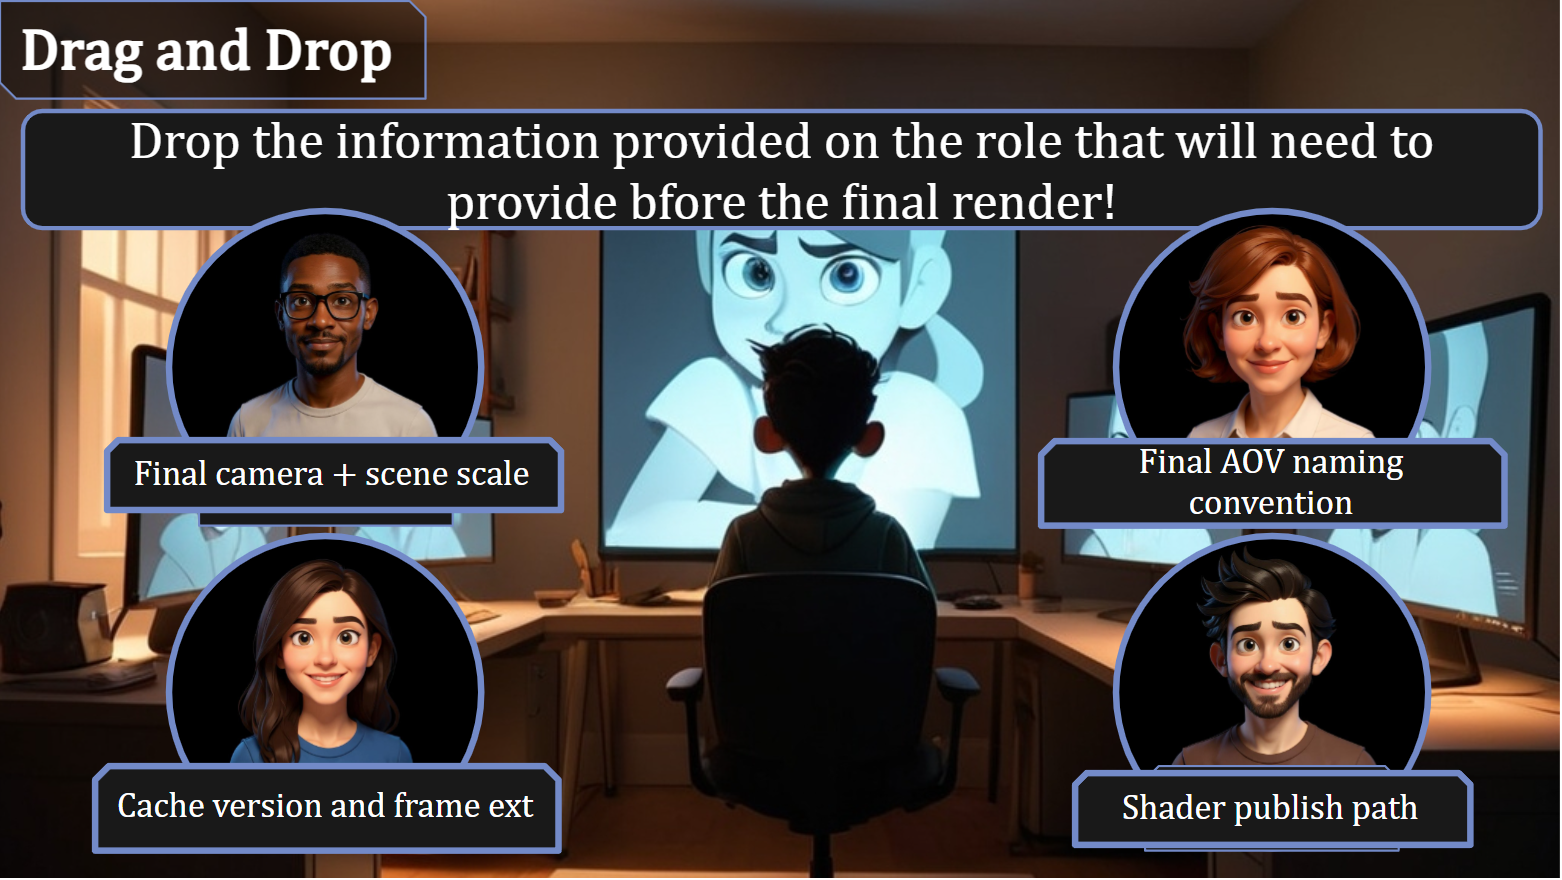 Drag and Drop
Drop the information provided on the role that will need to
provide bfore the final render!
Final camera + scene scale
Final AOV naming
convention
Cache version and frame ext
Shader publish path